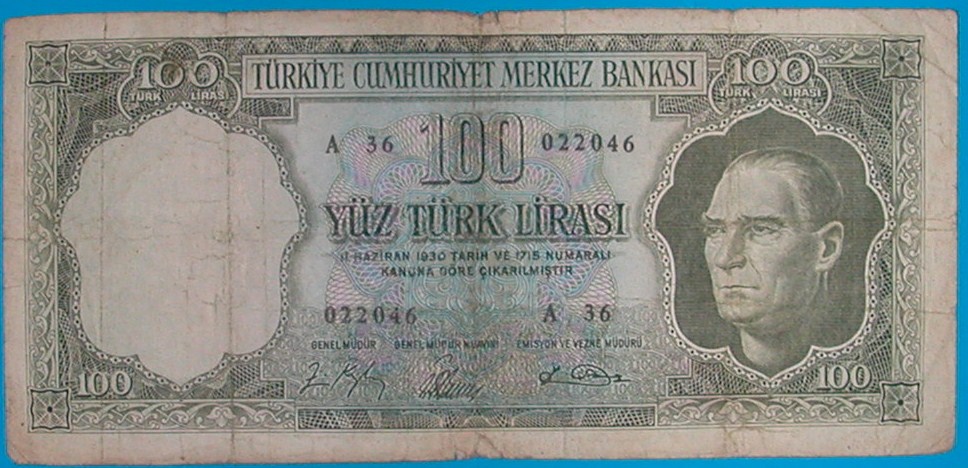 100 TÜRKİYE CUMHURİYET MERKEZ BANKASI 100
TÜRK LİRASI TÜRK LİRASI
A 36 100 022046
YÜZ TÜRK LİRASI
11 HAZİRAN 1930 TARİH VE 1715 NUMARALI
KANUNA GÖRE ÇIKARILMIŞTIR
022046 A 36
GENEL MÜDÜR GENEL MÜDÜR MUAVİNİ EMİSYON VE VEZNE MÜDÜRÜ
100 100